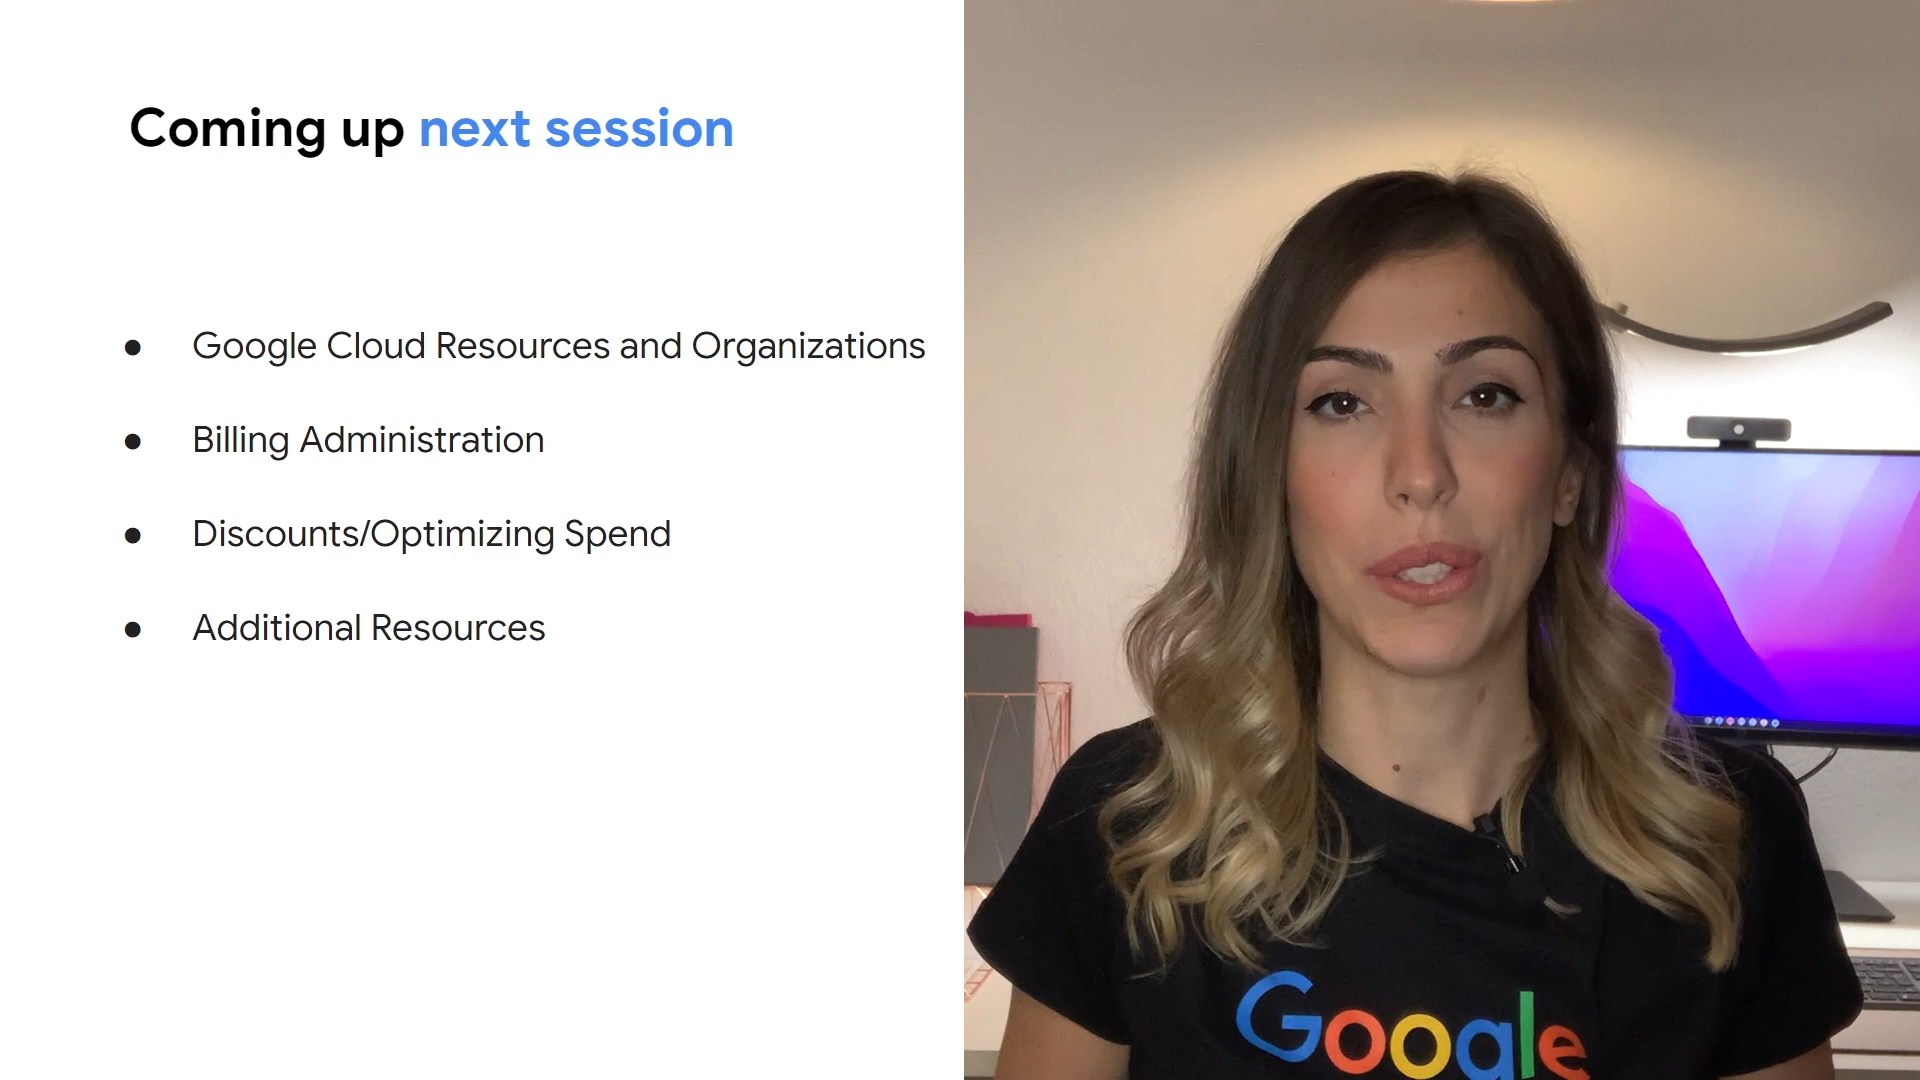 Coming up next session
● Google Cloud Resources and Organizations
● Billing Administration
● Discounts/Optimizing Spend
● Additional Resources
Google